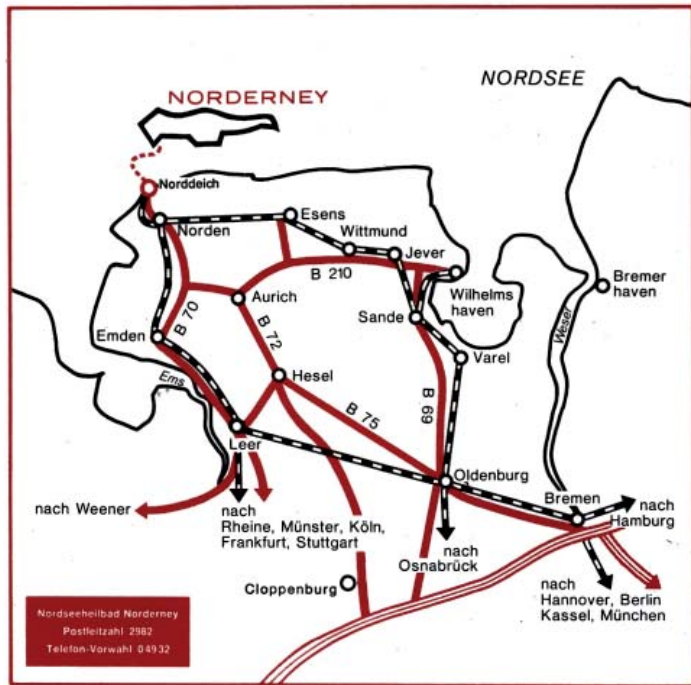 NORDSEE
NORDERNEY
Norddeich
Esens
Norden
Wittmund
Jever
B 210
Bremer
haven
Aurich
Wilhelms
haven
B 70
B 72
Sande
Weser
Emden
Varel
Ems
Hesel
B 69
B 75
Leer
Oldenburg
Bremen
nach Weener
nach
Rheine, Münster, Köln,
Frankfurt, Stuttgart
nach
Hamburg
nach
Osnabrück
Cloppenburg
nach
Hannover, Berlin
Kassel, München
Nordseeheilbad Norderney
Postleitzahl 2982
Telefon-Vorwahl 04932